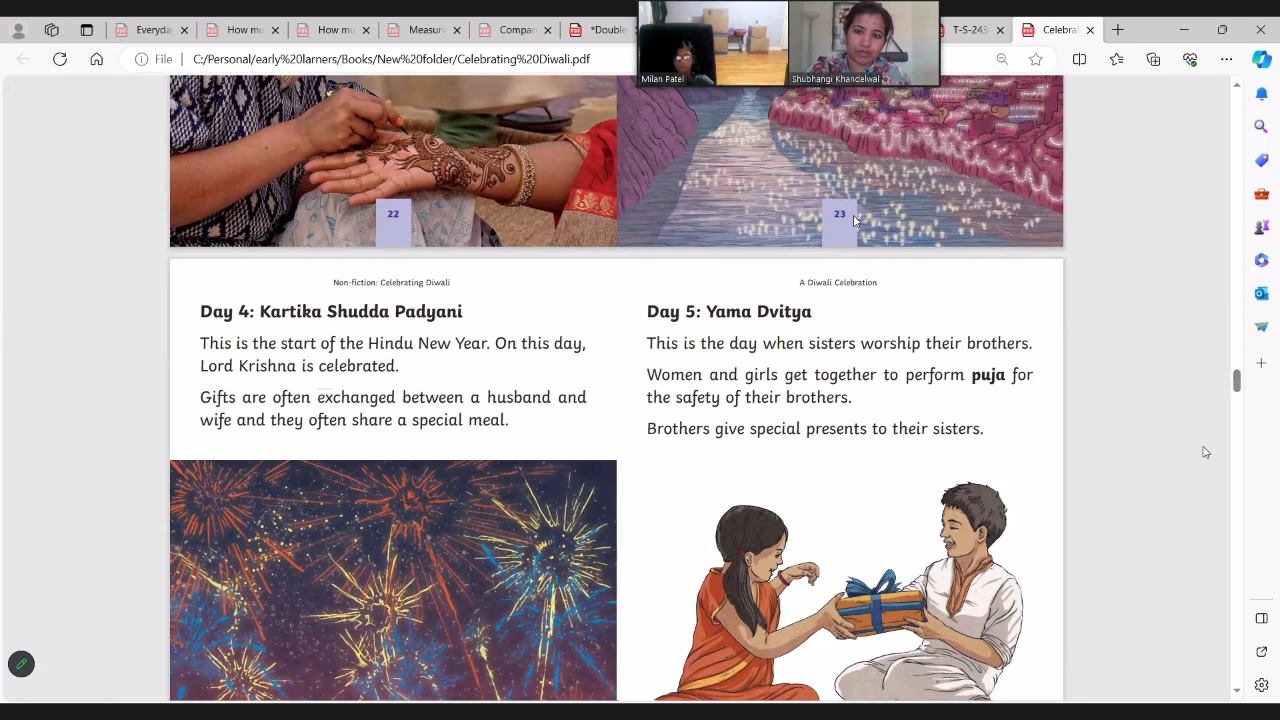 Everyday
How mu
How mu
Measuri
Compar
*Double
T-S-243
Celebrat
File
C:/Personal/early%20larners/Books/New%20folder/Celebrating%20Diwali.pdf
Milan Patel
Shubhangi Khandelwal
22
23
Non-fiction: Celebrating Diwali
Day 4: Kartika Shudda Padyani
This is the start of the Hindu New Year. On this day,
Lord Krishna is celebrated.
Gifts are often exchanged between a husband and
wife and they often share a special meal.
A Diwali Celebration
Day 5: Yama Dvitya
This is the day when sisters worship their brothers.
Women and girls get together to perform puja for
the safety of their brothers.
Brothers give special presents to their sisters.